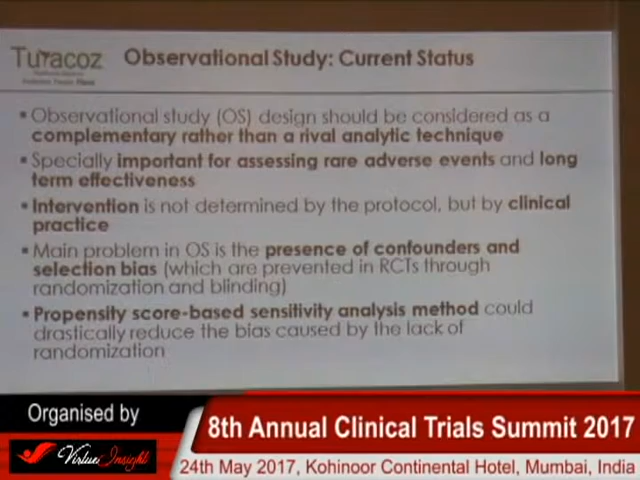 Turacoz
Observational Study: Current Status
▪ Observational study (OS) design should be considered as a
complementary rather than a rival analytic technique
▪ Specially important for assessing rare adverse events and long
term effectiveness
▪ Intervention is not determined by the protocol, but by clinical
practice
▪ Main problem in OS is the presence of confounders and
selection bias (which are prevented in RCTs through
randomization and blinding)
▪ Propensity score-based sensitivity analysis method could
drastically reduce the bias caused by the lack of
randomization
Organised by
Virtue Insight
8th Annual Clinical Trials Summit 2017
24th May 2017, Kohinoor Continental Hotel, Mumbai, India